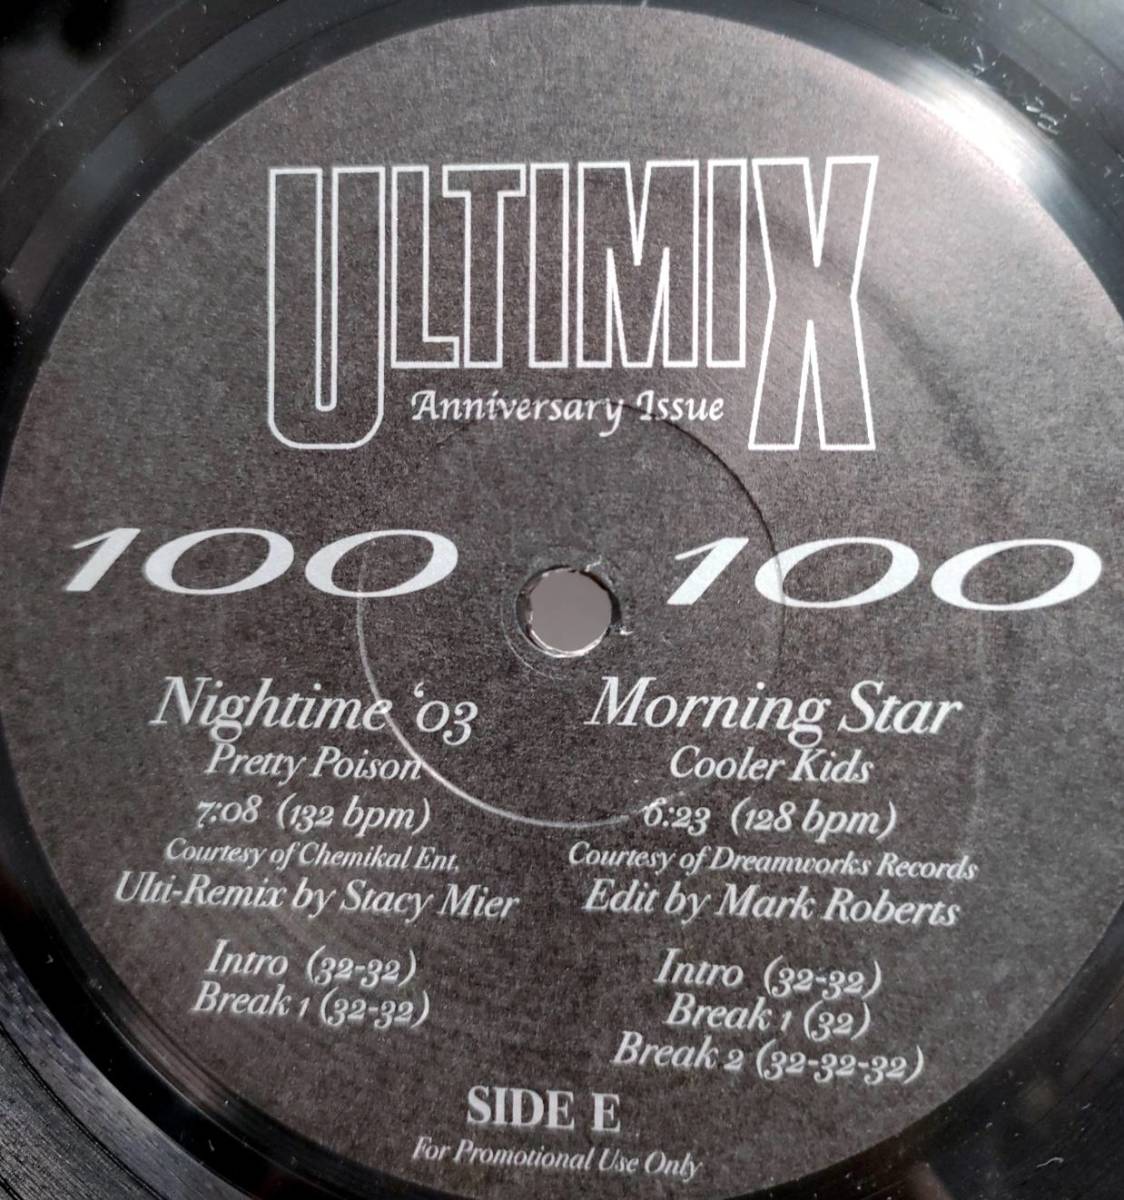 ULTIMIX
Anniversary Issue
100 100
Nightime '03
Pretty Poison
7:08 (132 bpm)
Courtesy of Chemikal Ent.
Ulti-Remix by Stacy Mier
Intro (32-32)
Break 1 (32-32)
Morning Star
Cooler Kids
6:23 (128 bpm)
Courtesy of Dreamworks Records
Edit by Mark Roberts
Intro (32-32)
Break 1 (32)
Break 2 (32-32-32)
SIDE E
For Promotional Use Only